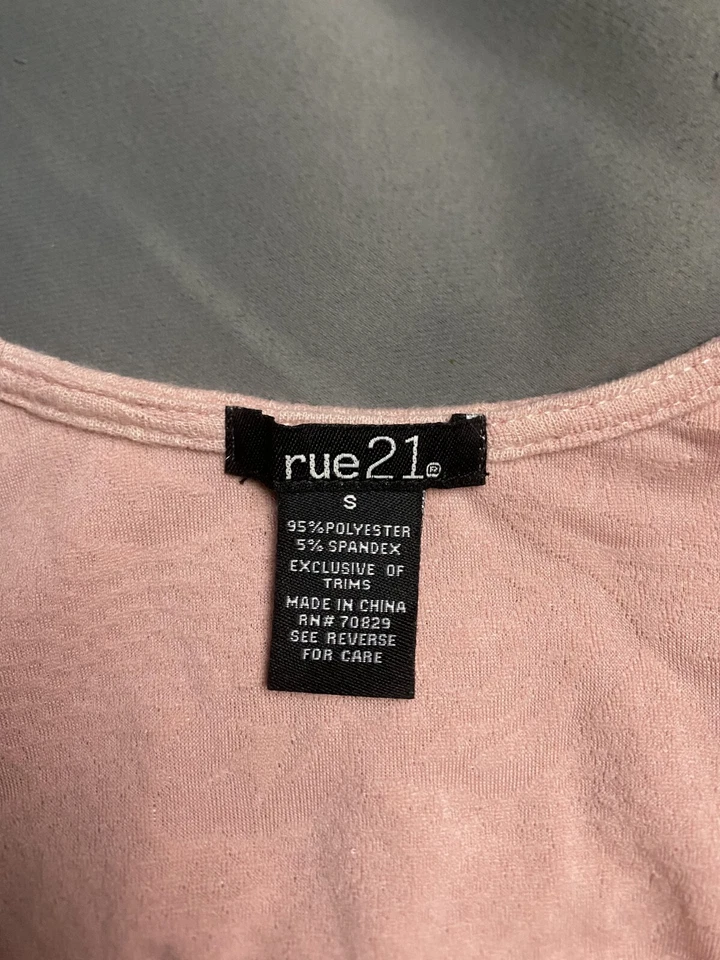 rue21®
S
95%POLYESTER
5% SPANDEX
EXCLUSIVE OF
TRIMS
MADE IN CHINA
RN# 70829
SEE REVERSE
FOR CARE